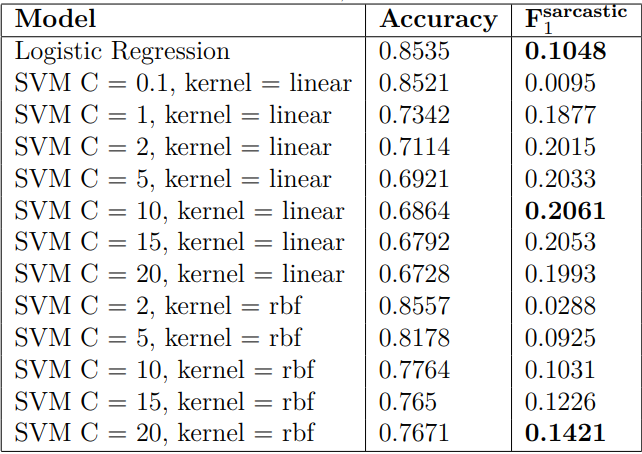 Model Accuracy F₁^sarcastic
Logistic Regression 0.8535 0.1048
SVM C = 0.1, kernel = linear 0.8521 0.0095
SVM C = 1, kernel = linear 0.7342 0.1877
SVM C = 2, kernel = linear 0.7114 0.2015
SVM C = 5, kernel = linear 0.6921 0.2033
SVM C = 10, kernel = linear 0.6864 0.2061
SVM C = 15, kernel = linear 0.6792 0.2053
SVM C = 20, kernel = linear 0.6728 0.1993
SVM C = 2, kernel = rbf 0.8557 0.0288
SVM C = 5, kernel = rbf 0.8178 0.0925
SVM C = 10, kernel = rbf 0.7764 0.1031
SVM C = 15, kernel = rbf 0.765 0.1226
SVM C = 20, kernel = rbf 0.7671 0.1421